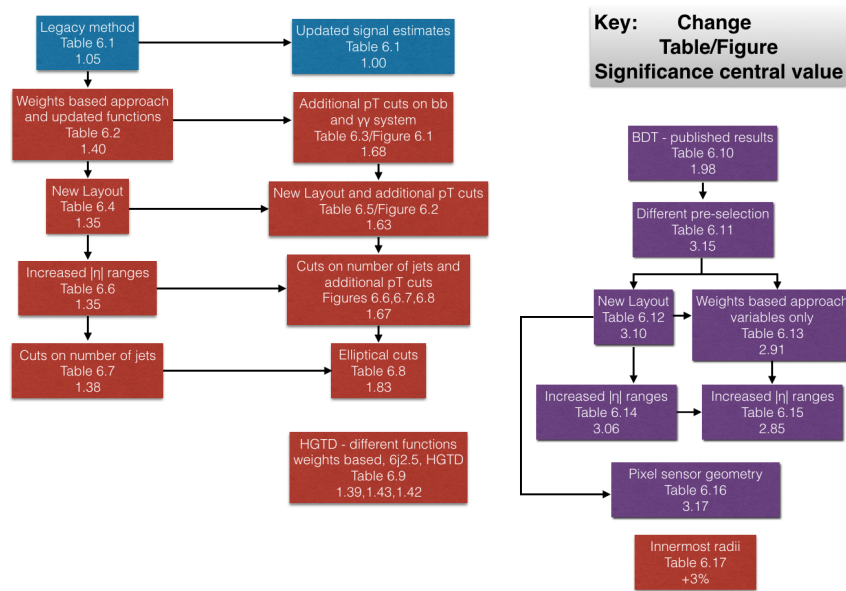 Key: Change
Table/Figure
Significance central value
Legacy method
Table 6.1
1.05
Updated signal estimates
Table 6.1
1.00
Weights based approach
and updated functions
Table 6.2
1.40
Additional pT cuts on bb
and γγ system
Table 6.3/Figure 6.1
1.68
New Layout
Table 6.4
1.35
New Layout and additional pT cuts
Table 6.5/Figure 6.2
1.63
Increased |η| ranges
Table 6.6
1.35
Cuts on number of jets and
additional pT cuts
Figures 6.6,6.7,6.8
1.67
Cuts on number of jets
Table 6.7
1.38
Elliptical cuts
Table 6.8
1.83
HGTD - different functions
weights based, 6j2.5, HGTD
Table 6.9
1.39,1.43,1.42
BDT - published results
Table 6.10
1.98
Different pre-selection
Table 6.11
3.15
New Layout
Table 6.12
3.10
Weights based approach
variables only
Table 6.13
2.91
Increased |η| ranges
Table 6.14
3.06
Increased |η| ranges
Table 6.15
2.85
Pixel sensor geometry
Table 6.16
3.17
Innermost radii
Table 6.17
+3%